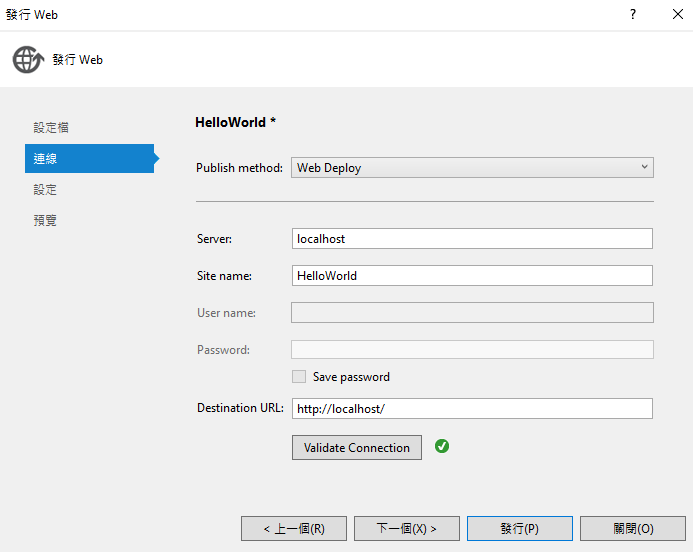 發行 Web
? ×
發行 Web
設定檔
連線
設定
預覽
HelloWorld *
Publish method: Web Deploy
Server: localhost
Site name: HelloWorld
User name:
Password:
Save password
Destination URL: http://localhost/
Validate Connection
< 上一個(R) 下一個(X) > 發行(P) 關閉(O)